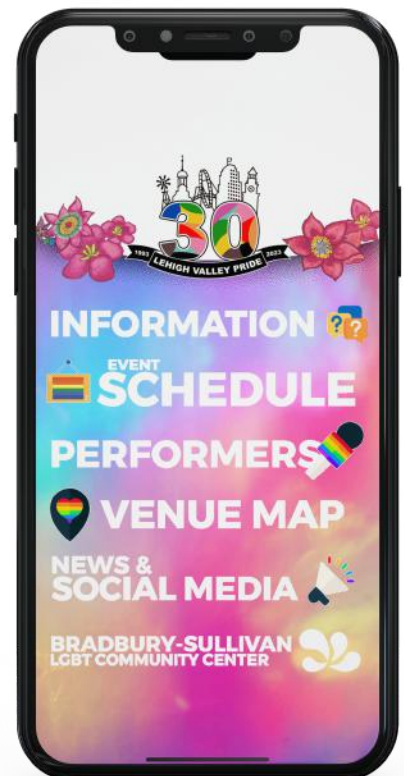 30
1993 LEHIGH VALLEY PRIDE 2023
INFORMATION ??
EVENT
SCHEDULE
PERFORMERS
VENUE MAP
NEWS &
SOCIAL MEDIA
BRADBURY-SULLIVAN
LGBT COMMUNITY CENTER